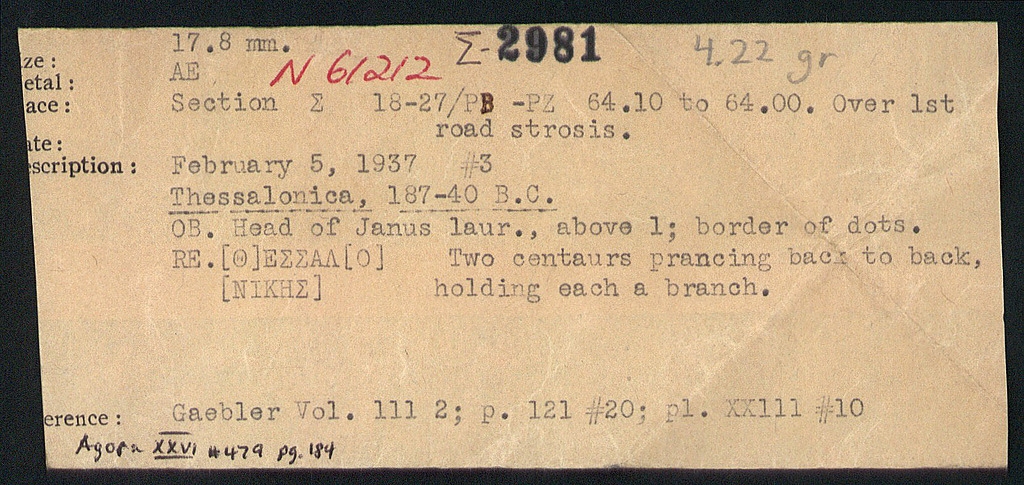 ze: 17.8 mm. Σ-2981 4.22 gr
etal: AE N 61212
ace: Section Σ 18-27/PB -PZ 64.10 to 64.00. Over 1st
road strosis.
ate:
escription: February 5, 1937 #3
Thessalonica, 187-40 B.C.
OB. Head of Janus laur., above 1; border of dots.
RE.[Θ]ΕΣΣΑΛ[Ο] Two centaurs prancing back to back,
[ΝΙΚΗΣ] holding each a branch.
erence: Gaebler Vol. 111 2; p. 121 #20; pl. XX111 #10
Agora XXVI #479 pg. 184